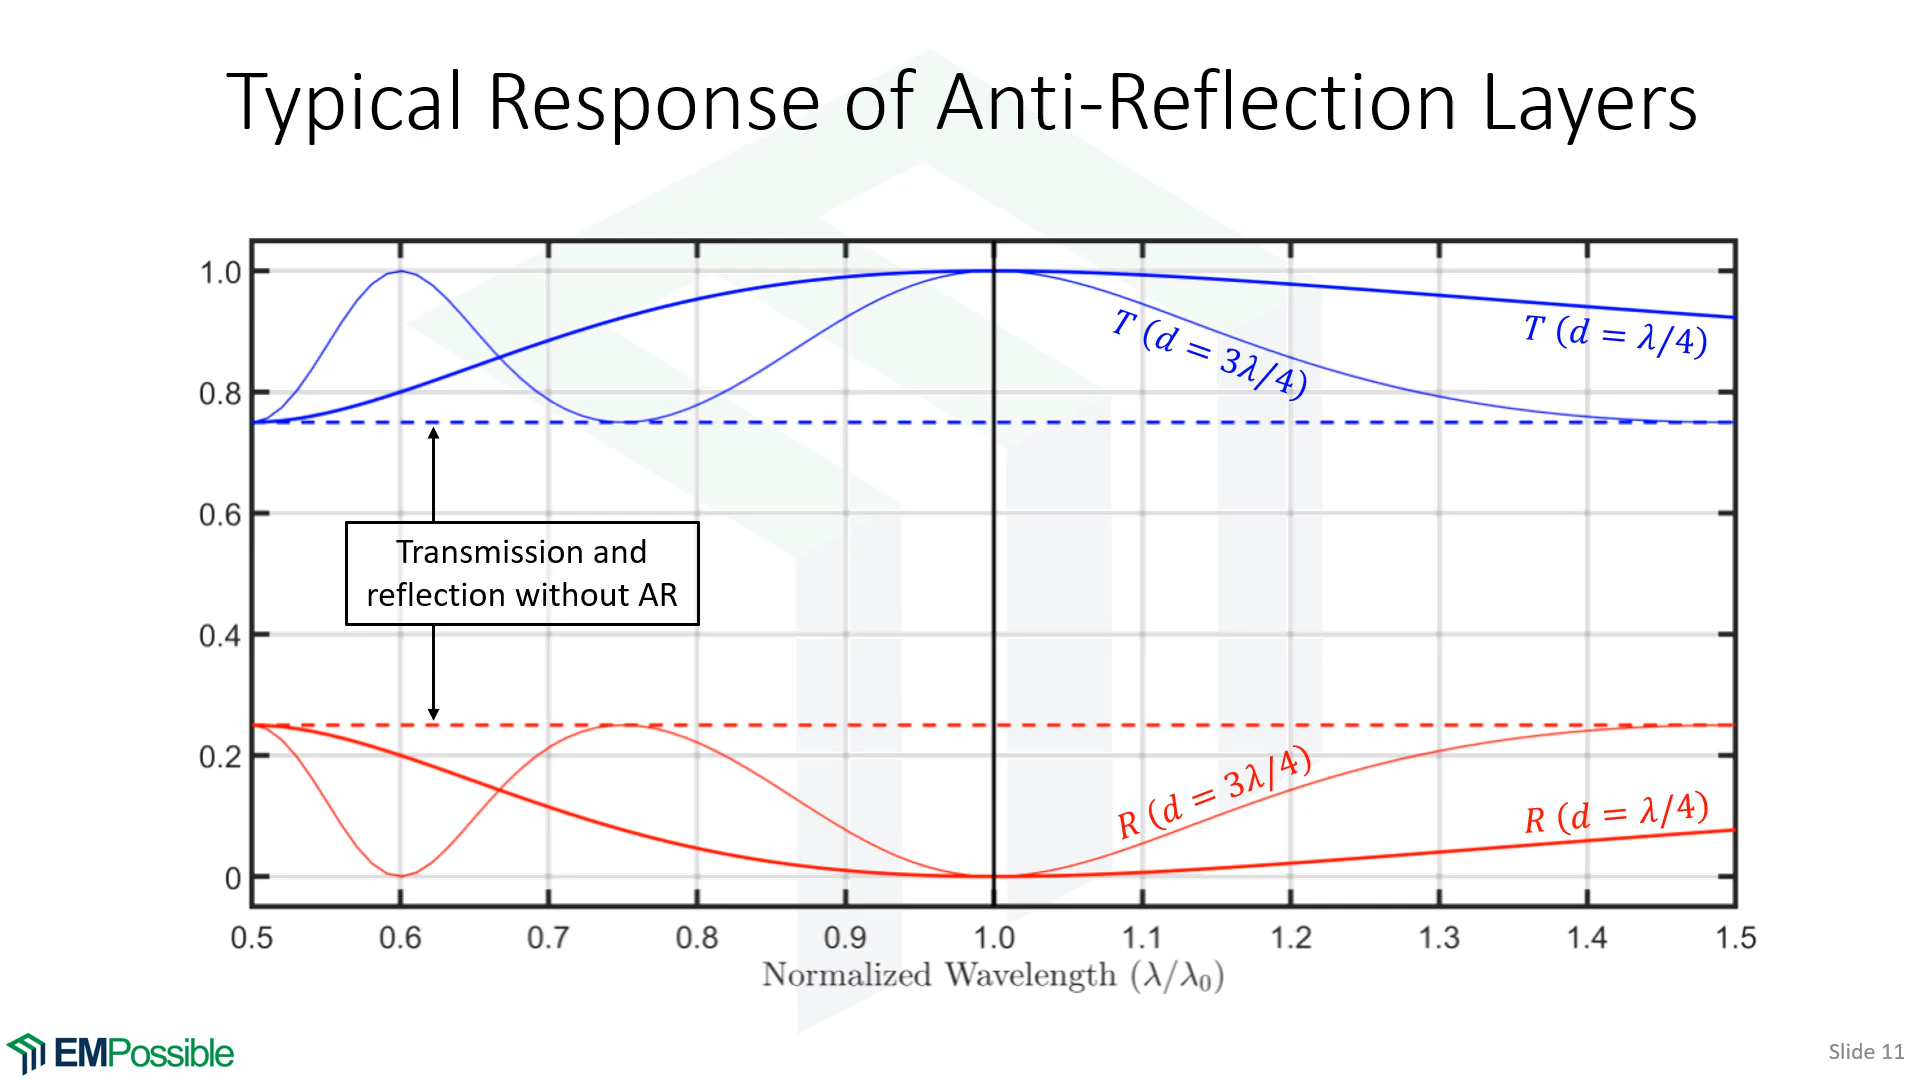 Typical Response of Anti-Reflection Layers
1.0
0.8
0.6
0.4
0.2
0
T (d = 3λ/4)
T (d = λ/4)
Transmission and
reflection without AR
R (d = 3λ/4)
R (d = λ/4)
0.5 0.6 0.7 0.8 0.9 1.0 1.1 1.2 1.3 1.4 1.5
Normalized Wavelength (λ/λ₀)
EMPossible
Slide 11